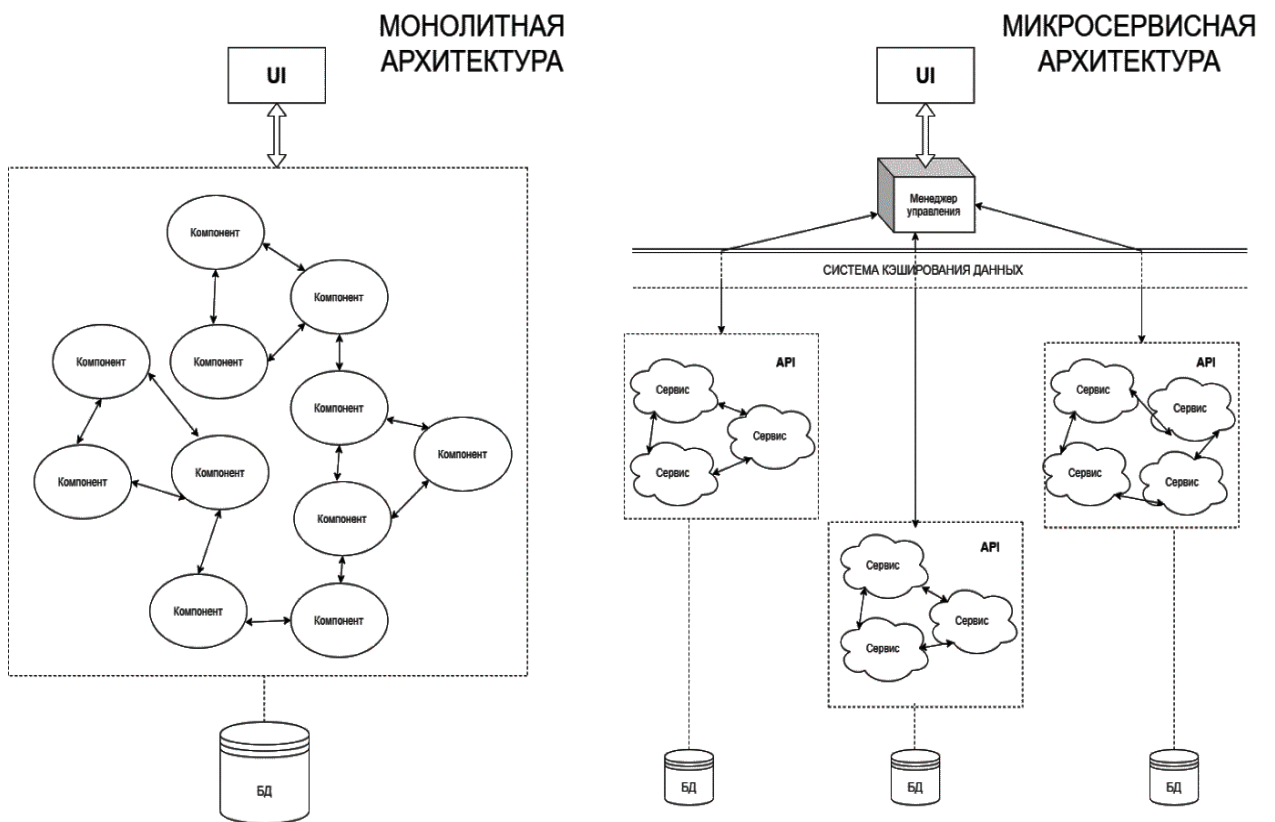 МОНОЛИТНАЯ
АРХИТЕКТУРА
UI
Компонент
Компонент
Компонент
Компонент
Компонент
Компонент
Компонент
Компонент
Компонент
Компонент
Компонент
БД
МИКРОСЕРВИСНАЯ
АРХИТЕКТУРА
UI
Менеджер
управления
СИСТЕМА КЭШИРОВАНИЯ ДАННЫХ
API
Сервис
Сервис
Сервис
БД
API
Сервис
Сервис
Сервис
БД
API
Сервис
Сервис
Сервис
Сервис
БД